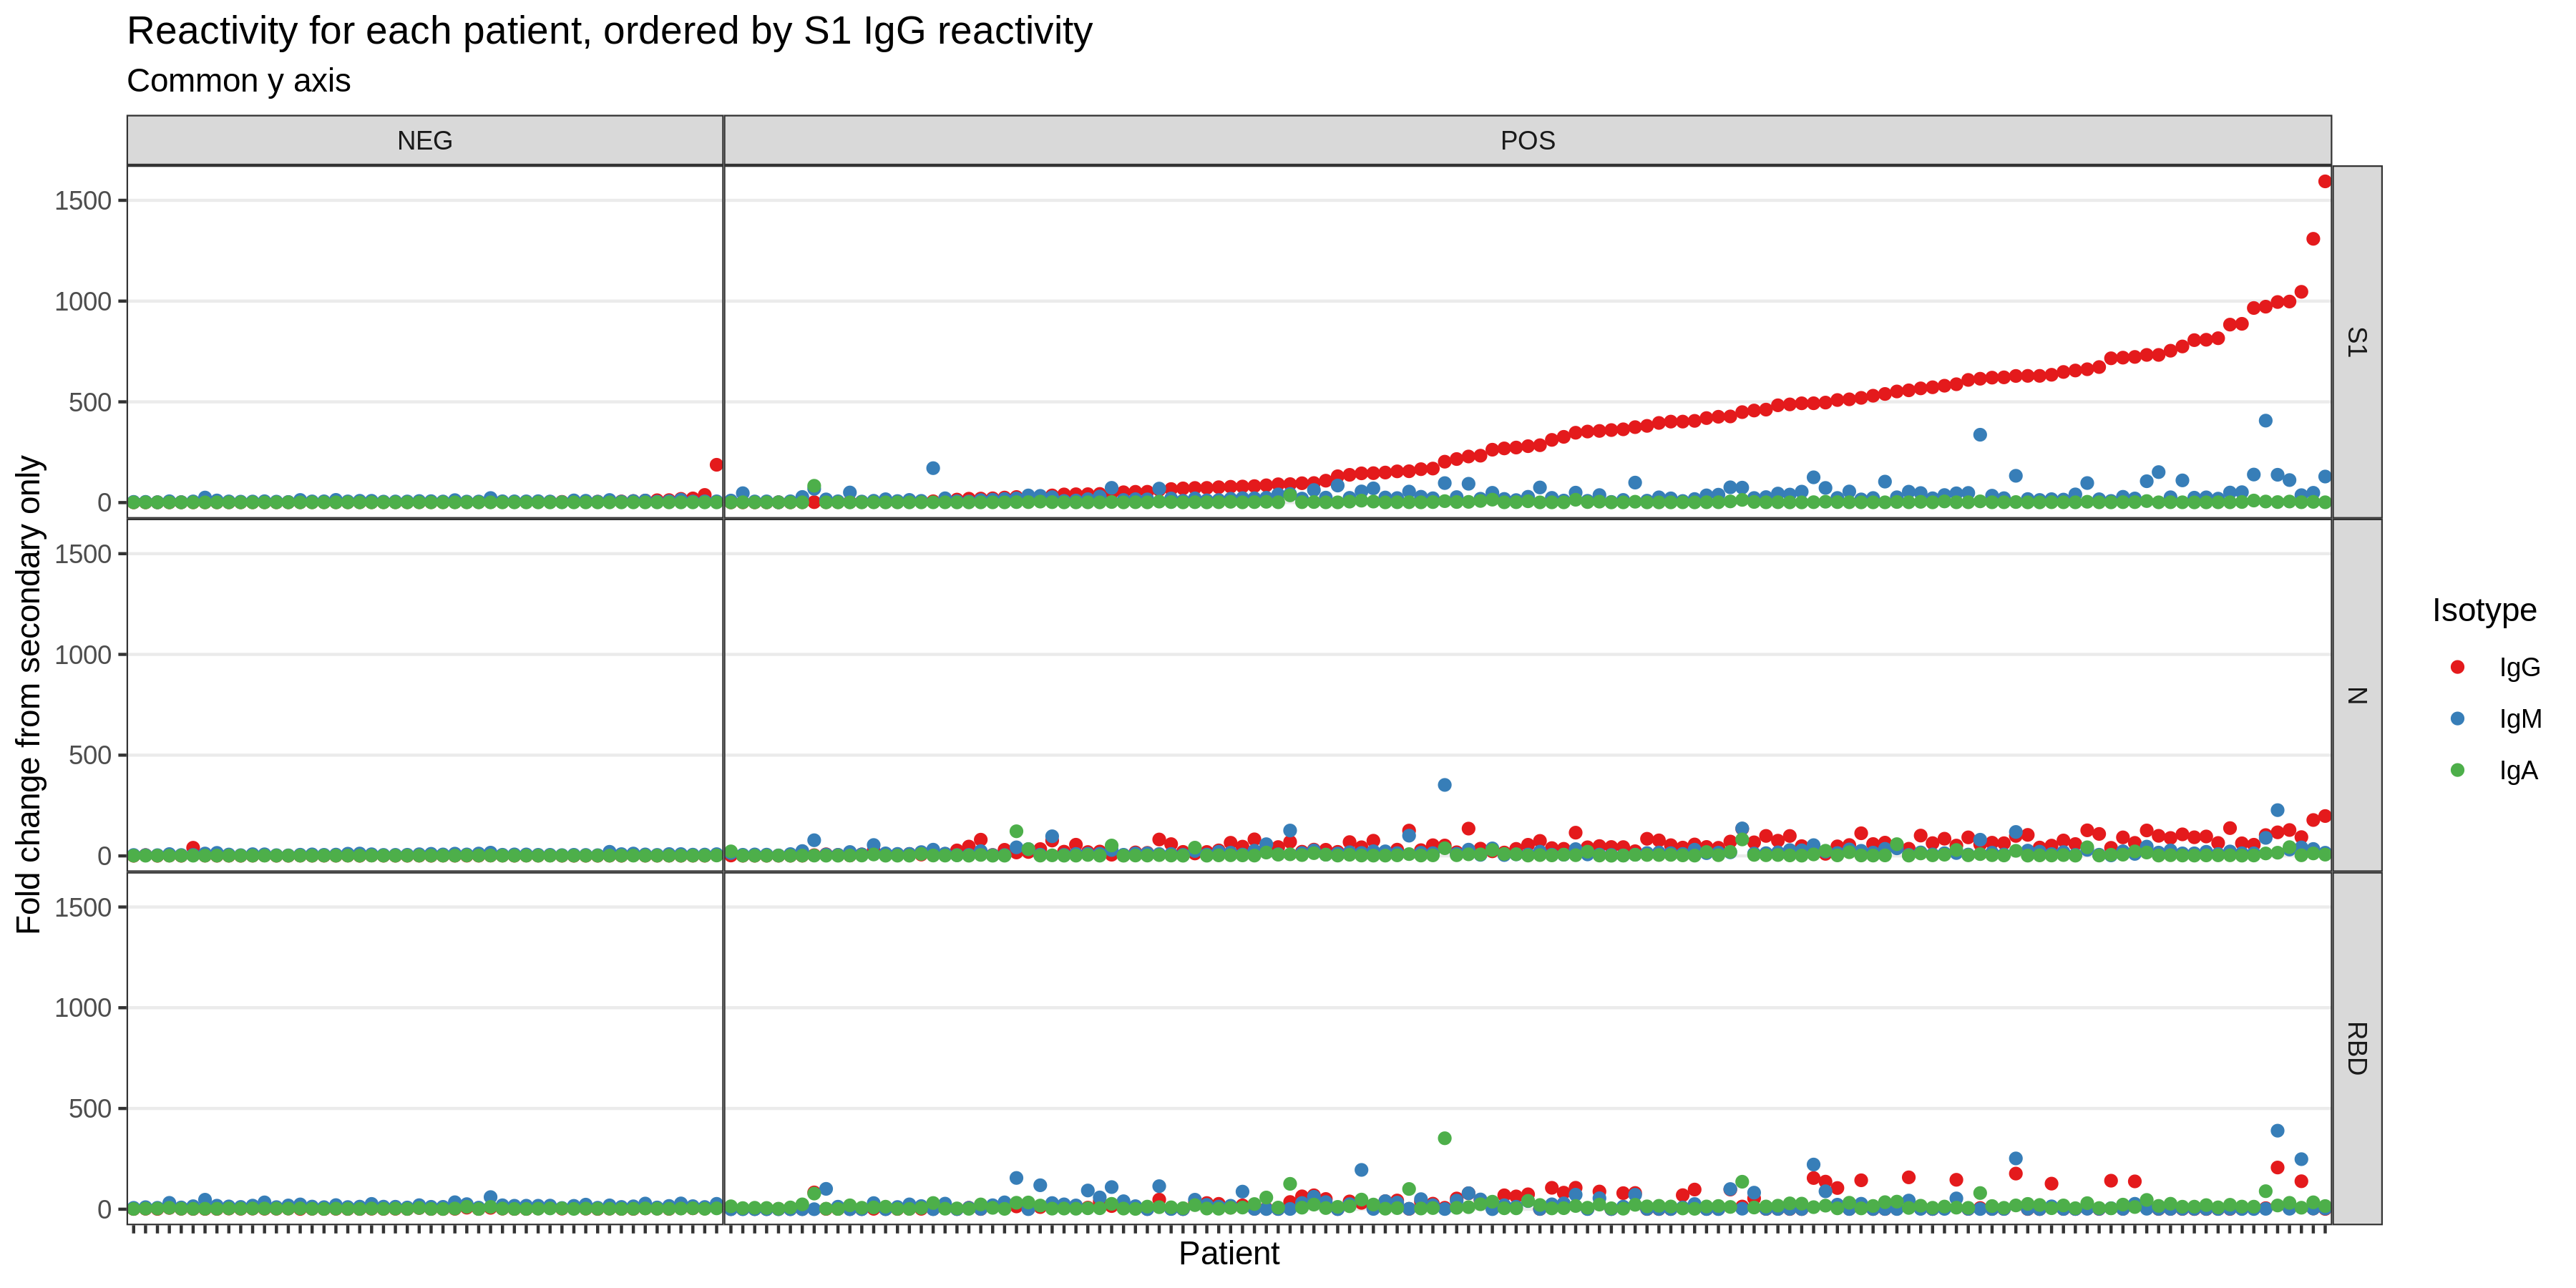 Reactivity for each patient, ordered by S1 IgG reactivity
Common y axis
NEG
POS
1500
1000
500
0
S1
1500
1000
500
0
N
1500
1000
500
0
RBD
Fold change from secondary only
Patient
Isotype
IgG
IgM
IgA